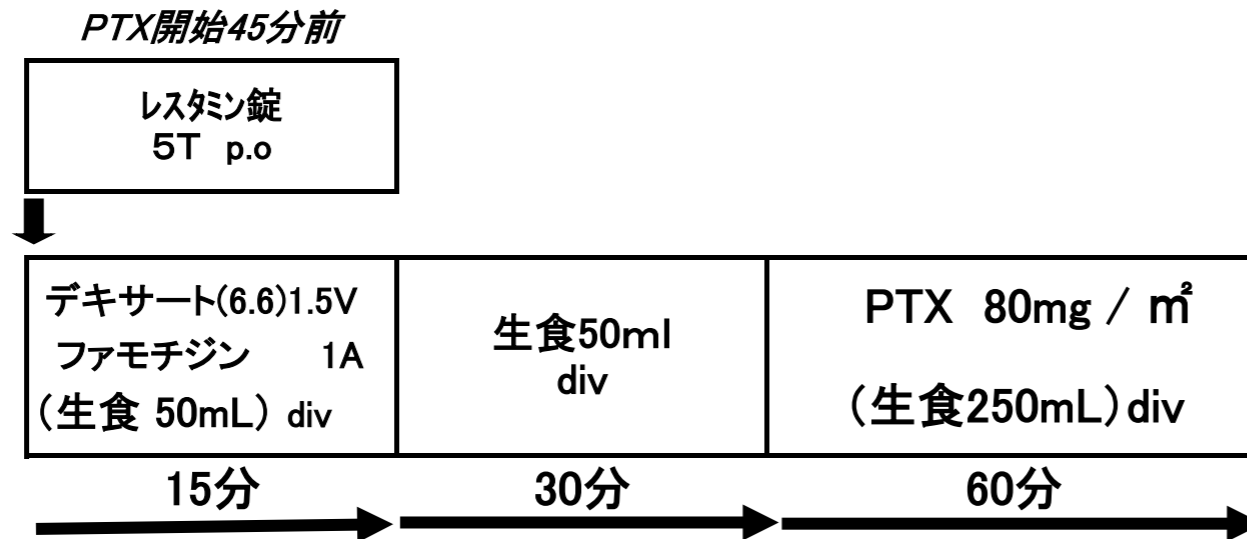 PTX開始45分前
レスタミン錠
5T p.o
デキサート(6.6)1.5V
ファモチジン 1A
(生食 50mL) div
生食50ml
div
PTX 80mg / ㎡
(生食250mL)div
15分
30分
60分